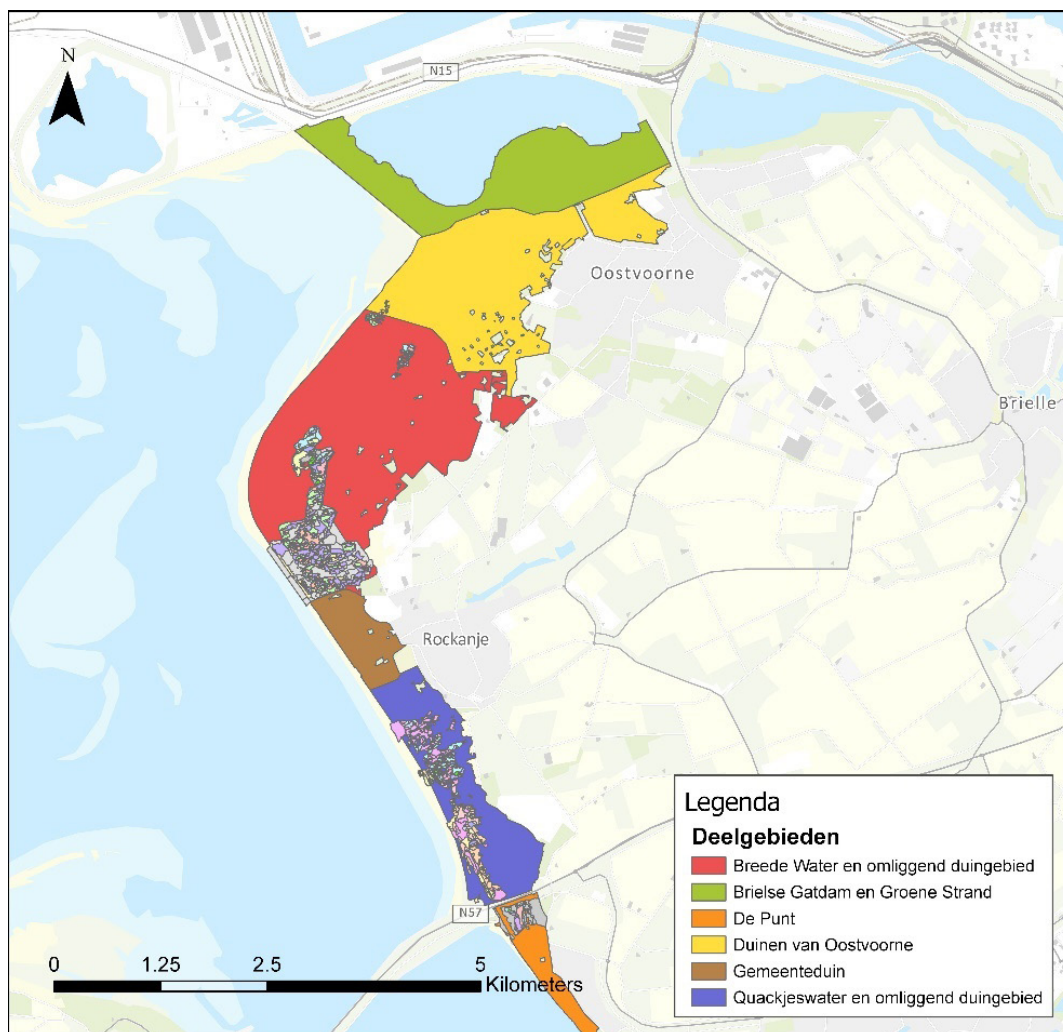 N
N15
Oostvoorne
Brielle
Rockanje
N57
0
1.25
2.5
5
Kilometers
Legenda
Deelgebieden
Breede Water en omliggend duingebied
Brielse Gatdam en Groene Strand
De Punt
Duinen van Oostvoorne
Gemeenteduin
Quackjeswater en omliggend duingebied